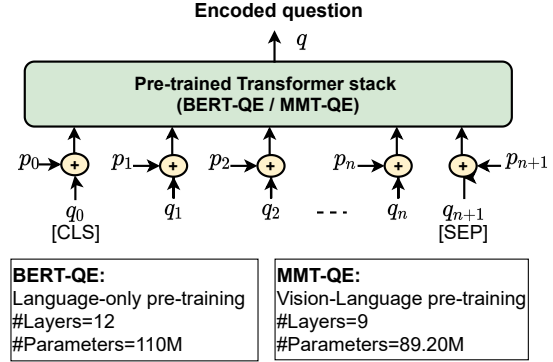 Encoded question
q
Pre-trained Transformer stack
(BERT-QE / MMT-QE)
p₀ + p₁ + p₂ + pₙ + + pₙ₊₁
q₀ q₁ q₂ - - - qₙ qₙ₊₁
[CLS] [SEP]
BERT-QE:
Language-only pre-training
#Layers=12
#Parameters=110M
MMT-QE:
Vision-Language pre-training
#Layers=9
#Parameters=89.20M